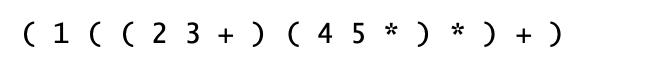 ( 1 ( ( 2 3 + ) ( 4 5 * ) * ) + )